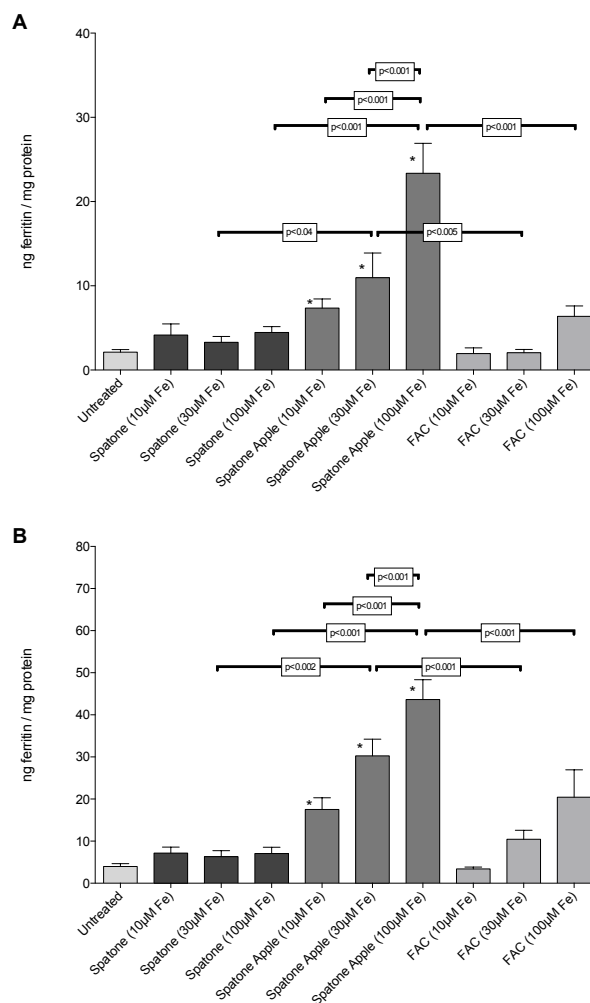 A
40
30
20
10
0
ng ferritin / mg protein
p<0.001
p<0.001
p<0.001
p<0.001
p<0.04
p<0.005
*
*
*
Untreated
Spatone (10µM Fe)
Spatone (30µM Fe)
Spatone (100µM Fe)
Spatone Apple (10µM Fe)
Spatone Apple (30µM Fe)
Spatone Apple (100µM Fe)
FAC (10µM Fe)
FAC (30µM Fe)
FAC (100µM Fe)
B
80
70
60
50
40
30
20
10
0
ng ferritin / mg protein
p<0.001
p<0.001
p<0.001
p<0.001
p<0.002
p<0.001
*
*
*
Untreated
Spatone (10µM Fe)
Spatone (30µM Fe)
Spatone (100µM Fe)
Spatone Apple (10µM Fe)
Spatone Apple (30µM Fe)
Spatone Apple (100µM Fe)
FAC (10µM Fe)
FAC (30µM Fe)
FAC (100µM Fe)